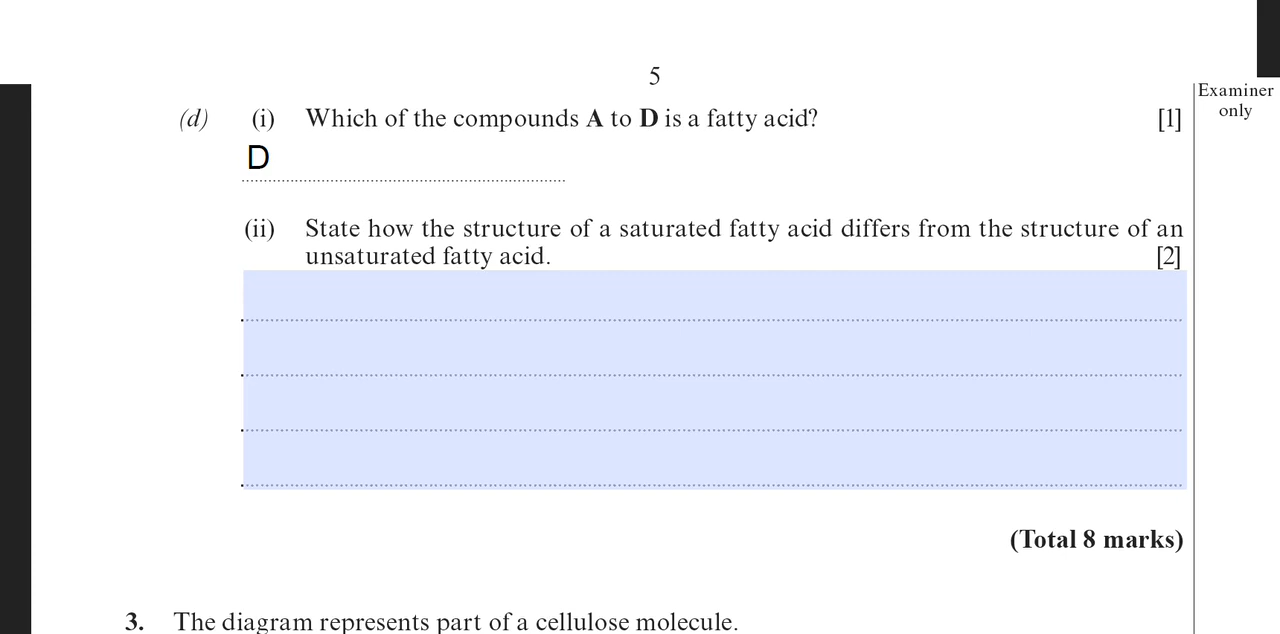 5
Examiner
only
(d) (i) Which of the compounds A to D is a fatty acid? [1]
D
(ii) State how the structure of a saturated fatty acid differs from the structure of an
unsaturated fatty acid. [2]
(Total 8 marks)
3. The diagram represents part of a cellulose molecule.